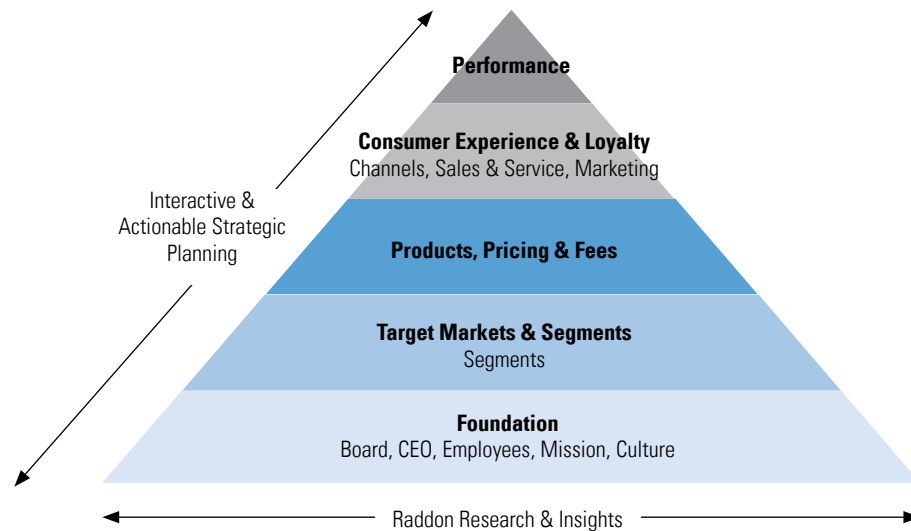 Performance
Consumer Experience & Loyalty
Channels, Sales & Service, Marketing
Interactive &
Actionable Strategic
Planning
Products, Pricing & Fees
Target Markets & Segments
Segments
Foundation
Board, CEO, Employees, Mission, Culture
Raddon Research & Insights